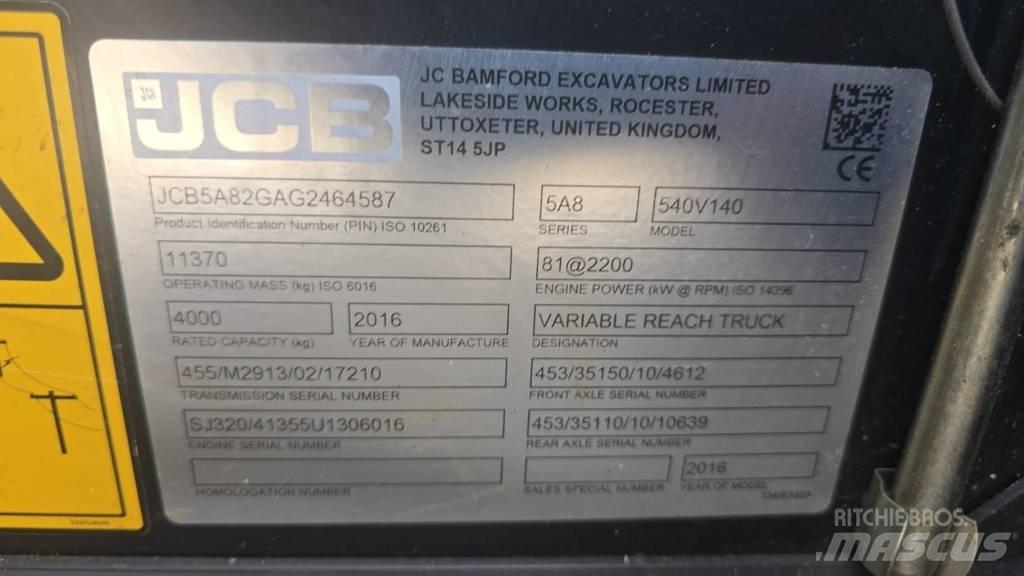 JCB
JC BAMFORD EXCAVATORS LIMITED
LAKESIDE WORKS, ROCESTER,
UTTOXETER, UNITED KINGDOM,
ST14 5JP
CE
JCB5A82GAG2464587
Product Identification Number (PIN) ISO 10261
5A8
SERIES
540V140
MODEL
11370
OPERATING MASS (kg) ISO 6016
81@2200
ENGINE POWER (kW @ RPM) ISO 14396
4000
RATED CAPACITY (kg)
2016
YEAR OF MANUFACTURE
VARIABLE REACH TRUCK
DESIGNATION
455/M2913/02/17210
TRANSMISSION SERIAL NUMBER
453/35150/10/4612
FRONT AXLE SERIAL NUMBER
SJ320/41355U1306016
ENGINE SERIAL NUMBER
453/35110/10/10639
REAR AXLE SERIAL NUMBER
HOMOLOGATION NUMBER
SALES SPECIAL NUMBER
2016
YEAR OF MODEL
RITCHIE BROS.
MASCUS